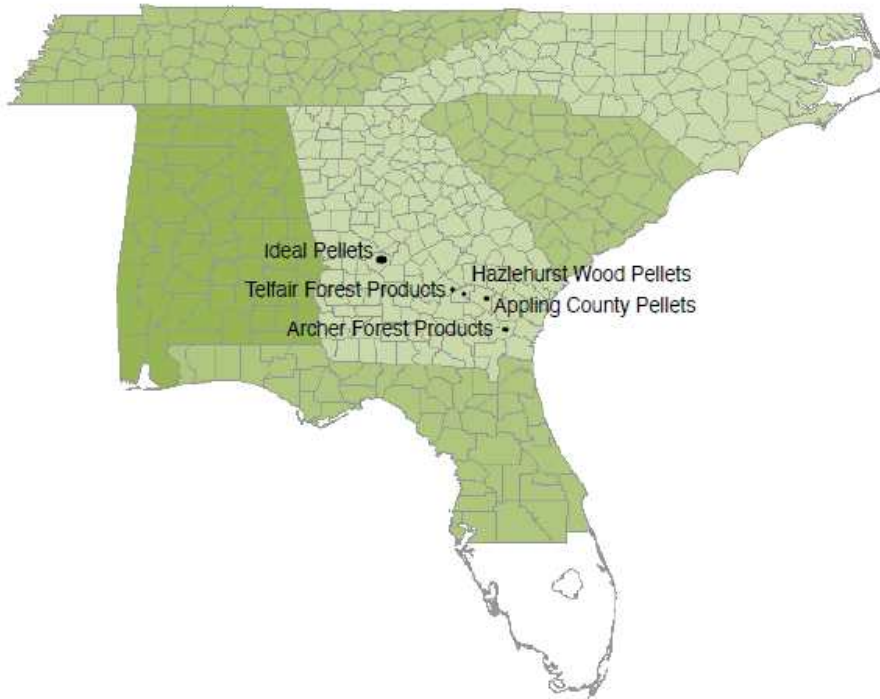 Ideal Pellets
Hazlehurst Wood Pellets
Telfair Forest Products
Appling County Pellets
Archer Forest Products